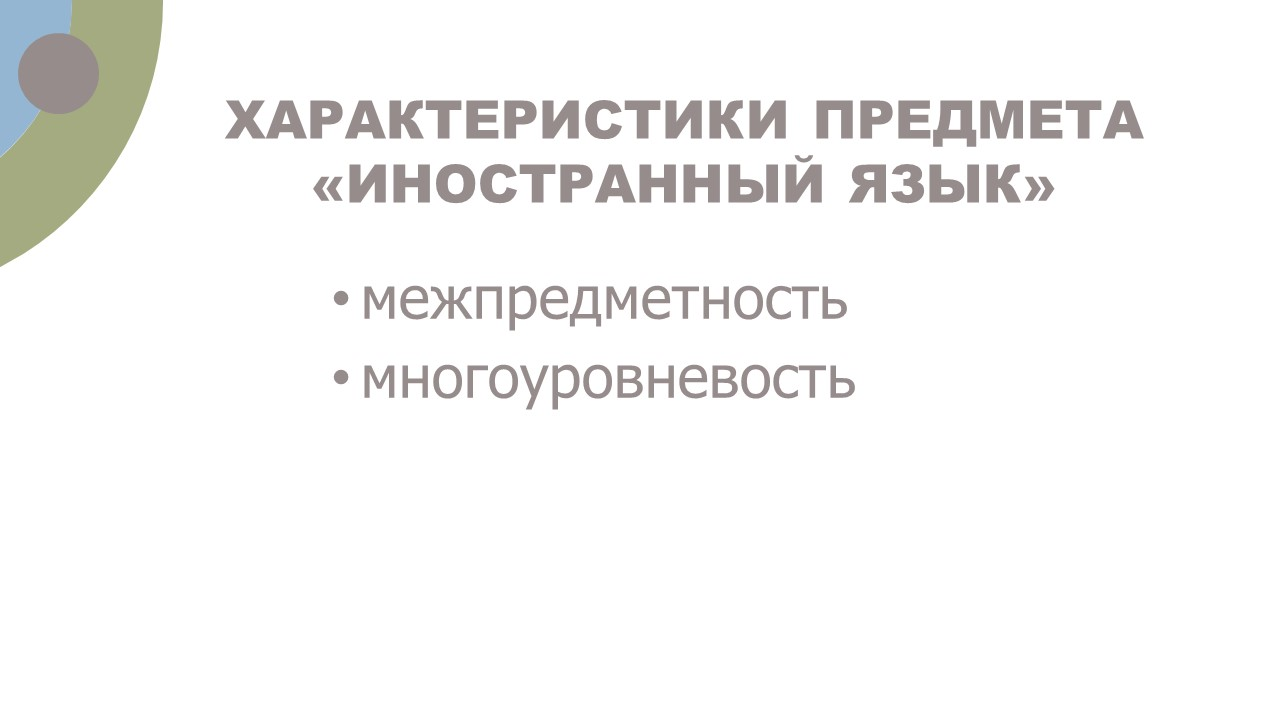 ХАРАКТЕРИСТИКИ ПРЕДМЕТА
«ИНОСТРАННЫЙ ЯЗЫК»
• межпредметность
• многоуровневость